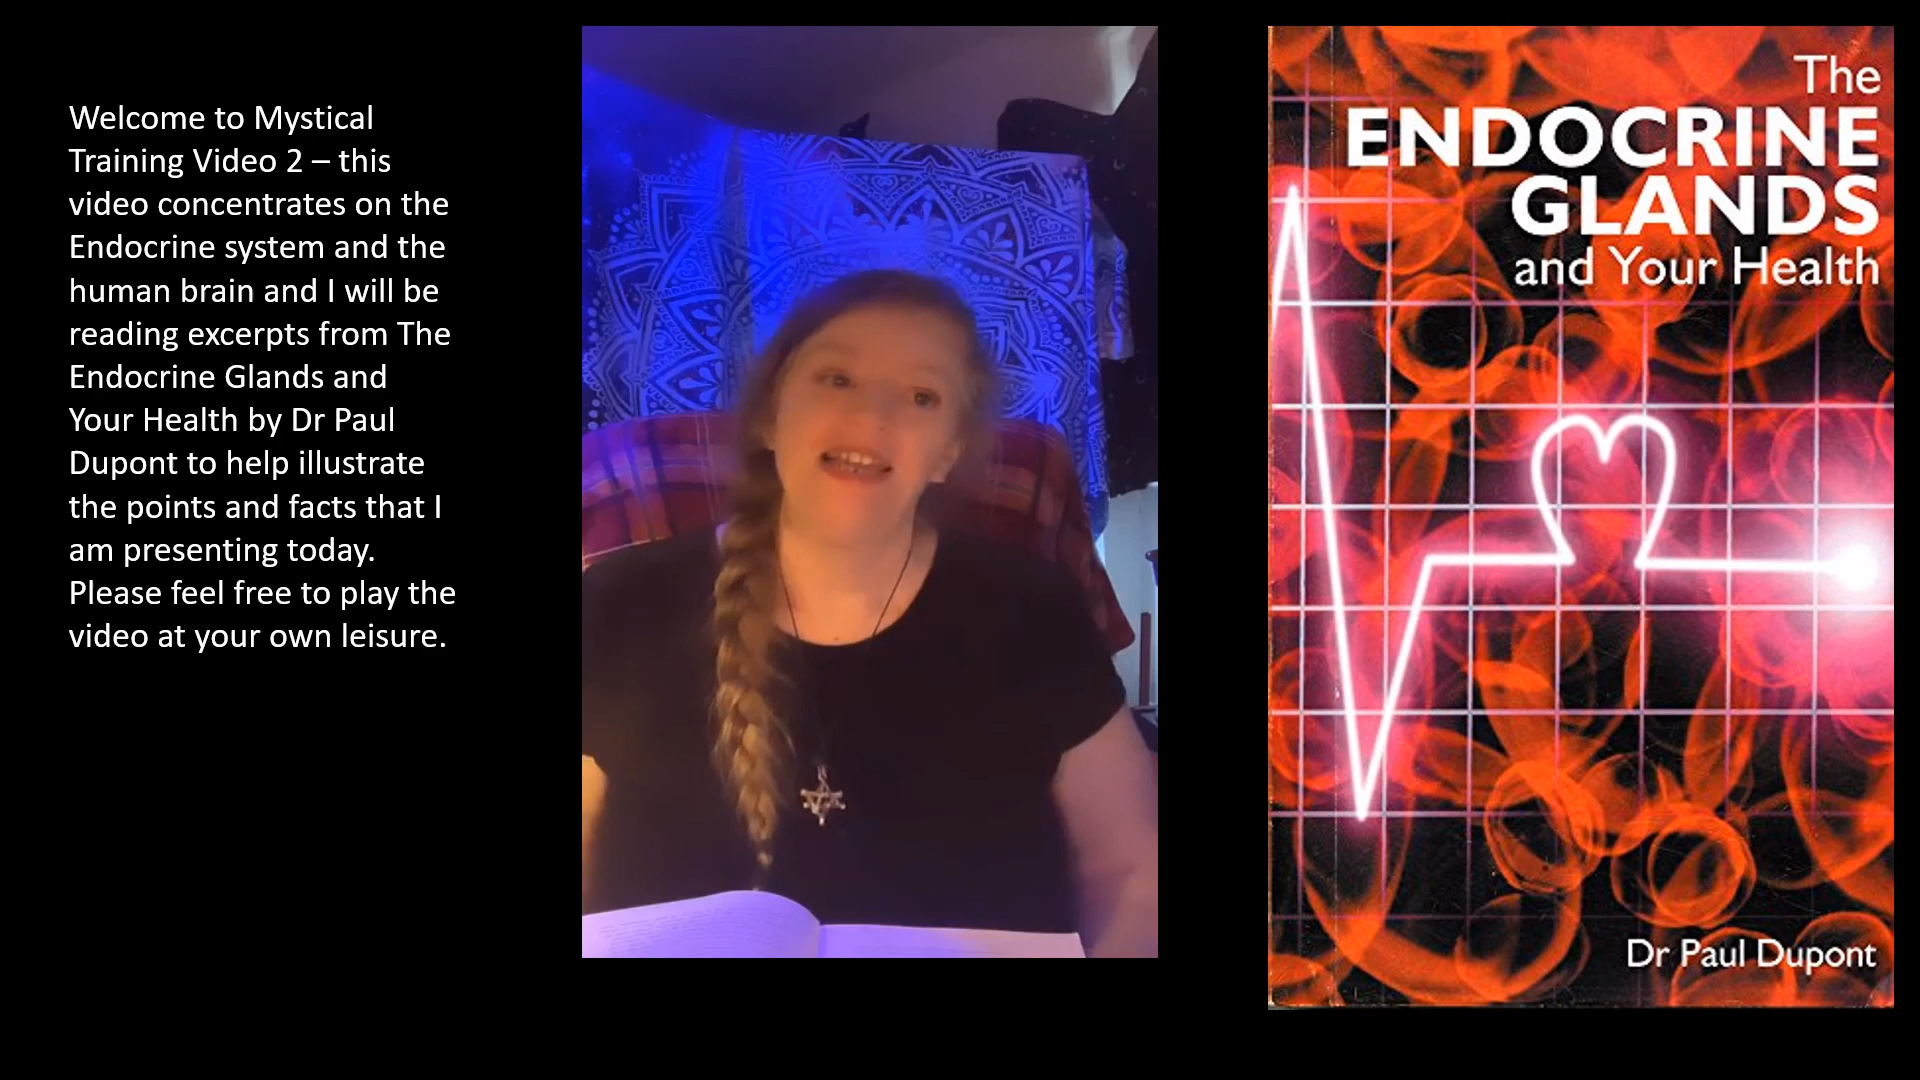 Welcome to Mystical
Training Video 2 – this
video concentrates on the
Endocrine system and the
human brain and I will be
reading excerpts from The
Endocrine Glands and
Your Health by Dr Paul
Dupont to help illustrate
the points and facts that I
am presenting today.
Please feel free to play the
video at your own leisure.
The
ENDOCRINE
GLANDS
and Your Health
Dr Paul Dupont